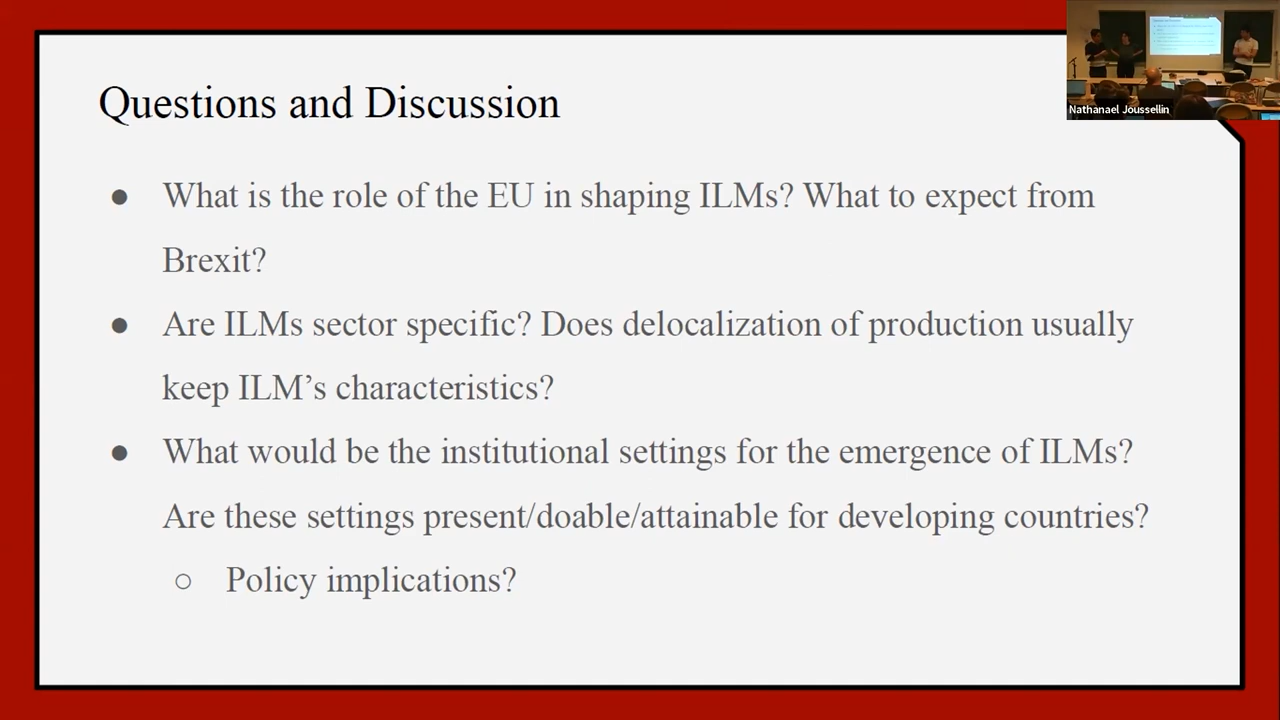 Nathanael Joussellin
Questions and Discussion
● What is the role of the EU in shaping ILMs? What to expect from
Brexit?
● Are ILMs sector specific? Does delocalization of production usually
keep ILM’s characteristics?
● What would be the institutional settings for the emergence of ILMs?
Are these settings present/doable/attainable for developing countries?
○ Policy implications?